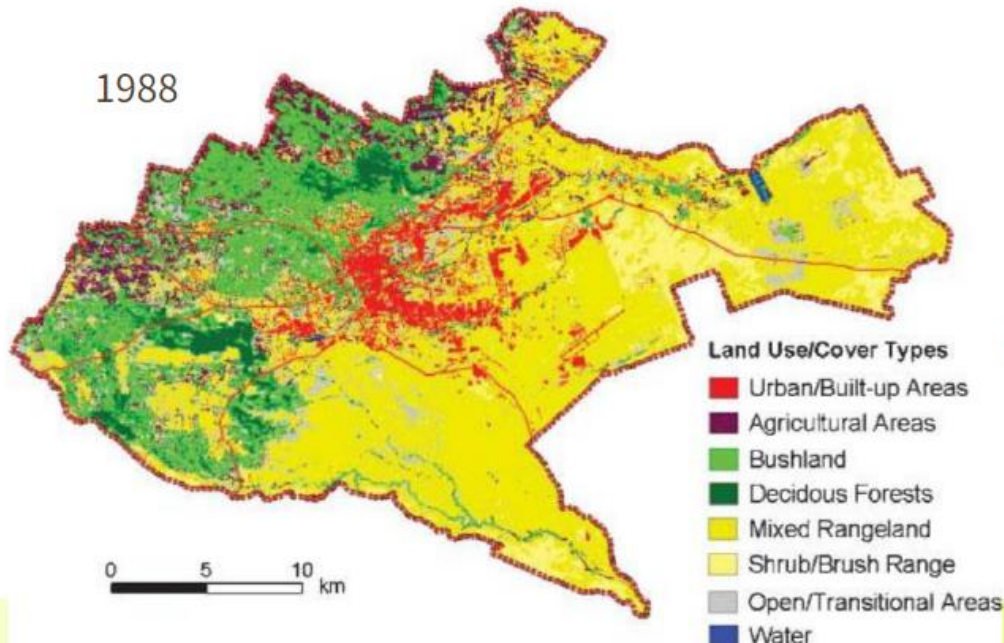 1988
Land Use/Cover Types
Urban/Built-up Areas
Agricultural Areas
Bushland
Decidous Forests
Mixed Rangeland
Shrub/Brush Range
Open/Transitional Areas
Water
0 5 10
km